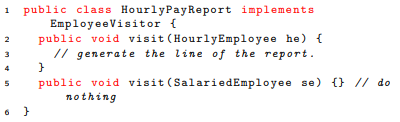 1 public class HourlyPayReport implements
EmployeeVisitor {
2 public void visit(HourlyEmployee he) {
3 // generate the line of the report.
4 }
5 public void visit(SalariedEmployee se) {} // do
nothing
6 }